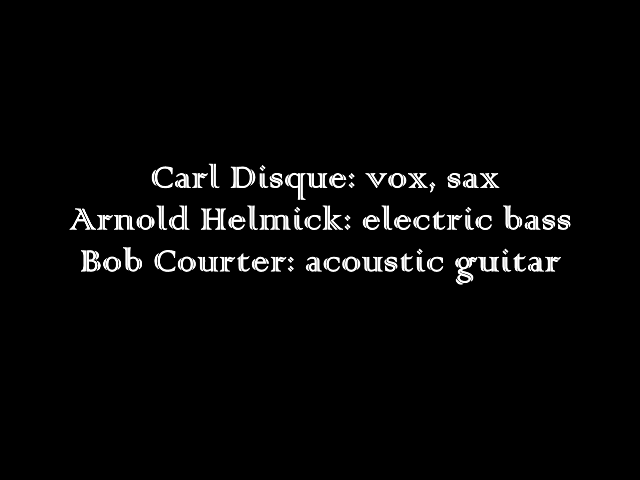 Carl Disque: vox, sax
Arnold Helmick: electric bass
Bob Courter: acoustic guitar